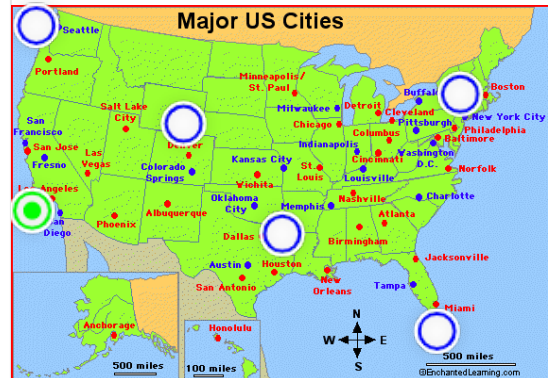 Major US Cities
Seattle
Portland
Minneapolis/
St. Paul
Buffalo
Boston
Salt Lake
City
Milwaukee
Detroit
Cleveland
New York City
San
Francisco
Chicago
Pittsburgh
Philadelphia
Columbus
Baltimore
San Jose
Las
Vegas
Denver
Indianapolis
Washington
D.C.
Fresno
Colorado
Springs
Kansas City
St.
Louis
Cincinnati
Louisville
Norfolk
Wichita
Los Angeles
Oklahoma
City
Memphis
Nashville
Charlotte
Albuquerque
San
Diego
Phoenix
Atlanta
Dallas
Birmingham
Austin
Houston
Jacksonville
San Antonio
New
Orleans
Tampa
Miami
Anchorage
Honolulu
N
W
E
S
500 miles
100 miles
500 miles
©EnchantedLearning.com